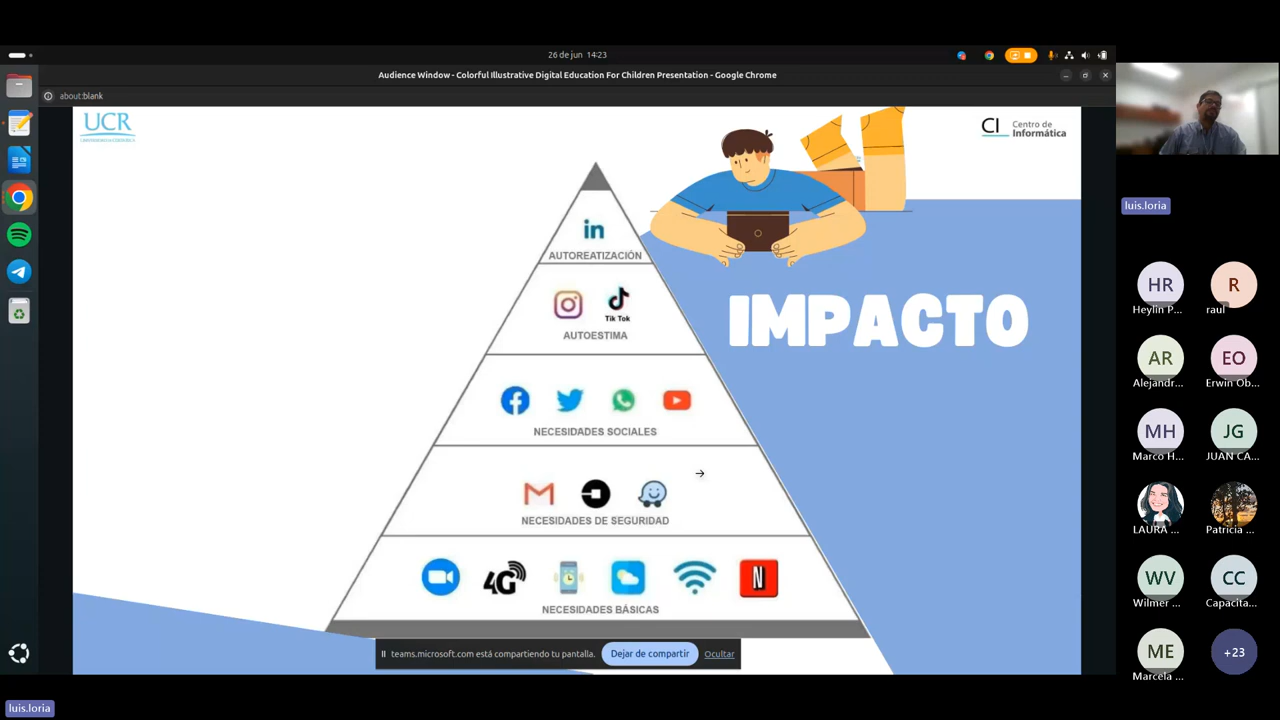 26 de jun 14:23
Audience Window - Colorful Illustrative Digital Education For Children Presentation - Google Chrome
about:blank
UCR
CI Centro de
Informática
in
AUTOREATIZACIÓN
Tik Tok
AUTOESTIMA
IMPACTO
NECESIDADES SOCIALES
NECESIDADES DE SEGURIDAD
4G
N
NECESIDADES BÁSICAS
teams.microsoft.com está compartiendo tu pantalla.
Dejar de compartir
Ocultar
luis.loria
HR
Heylin P...
R
raul
AR
Alejandr...
EO
Erwin Ob...
MH
Marco H...
JG
JUAN CA...
LAURA ...
Patricia ...
WV
Wilmer ...
CC
Capacita...
ME
Marcela ...
+23
luis.loria